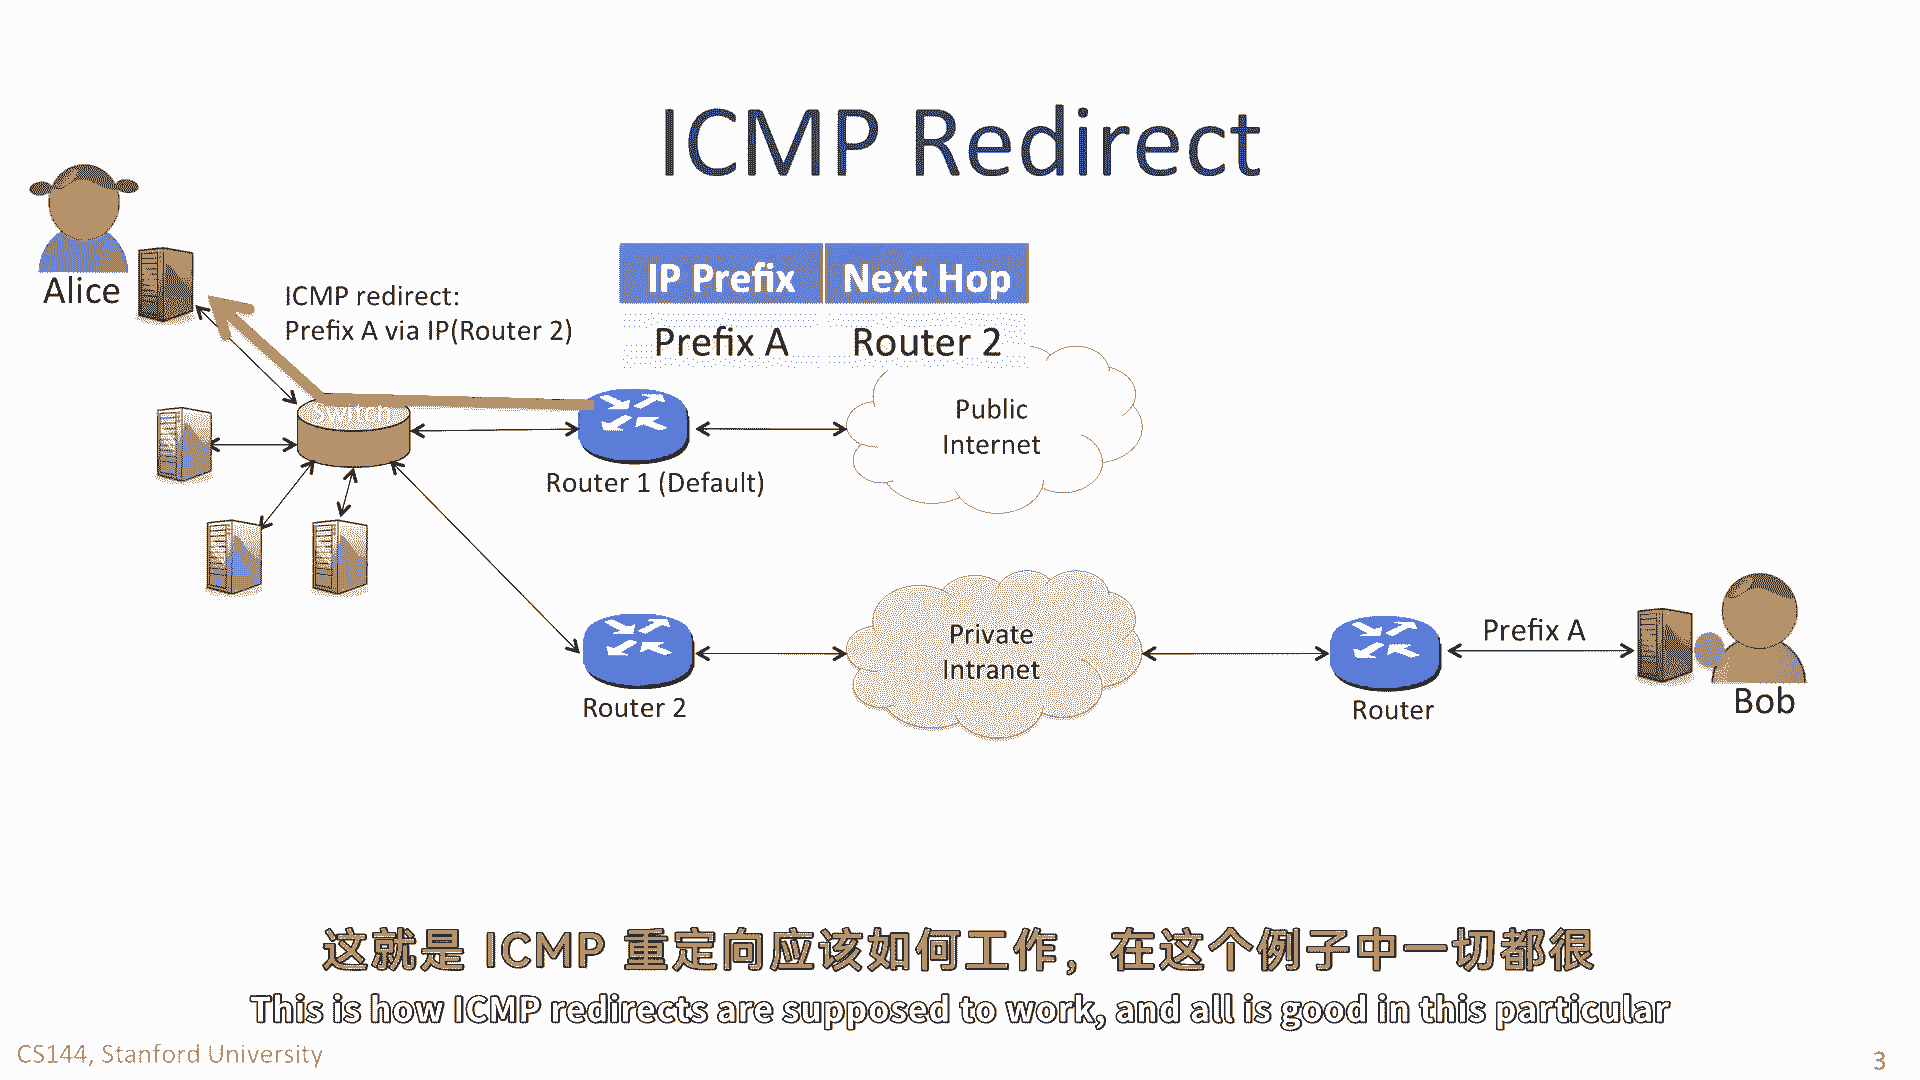 ICMP Redirect
Alice
ICMP redirect:
Prefix A via IP(Router 2)
IP Prefix Next Hop
Prefix A Router 2
Switch
Public
Internet
Router 1 (Default)
Private
Intranet
Router 2
Router
Prefix A
Bob
这就是 ICMP 重定向应该如何工作，在这个例子中一切都很
This is how ICMP redirects are supposed to work, and all is good in this particular
CS144, Stanford University
3